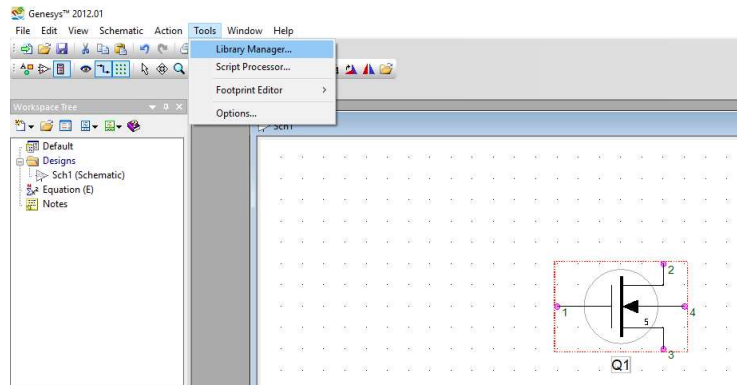 Genesys™ 2012.01
File Edit View Schematic Action Tools Window Help
Library Manager...
Script Processor...
Footprint Editor >
Options...
Workspace Tree
Sch1
Default
Designs
Sch1 (Schematic)
Equation (E)
Notes
2
1
4
5
3
Q1